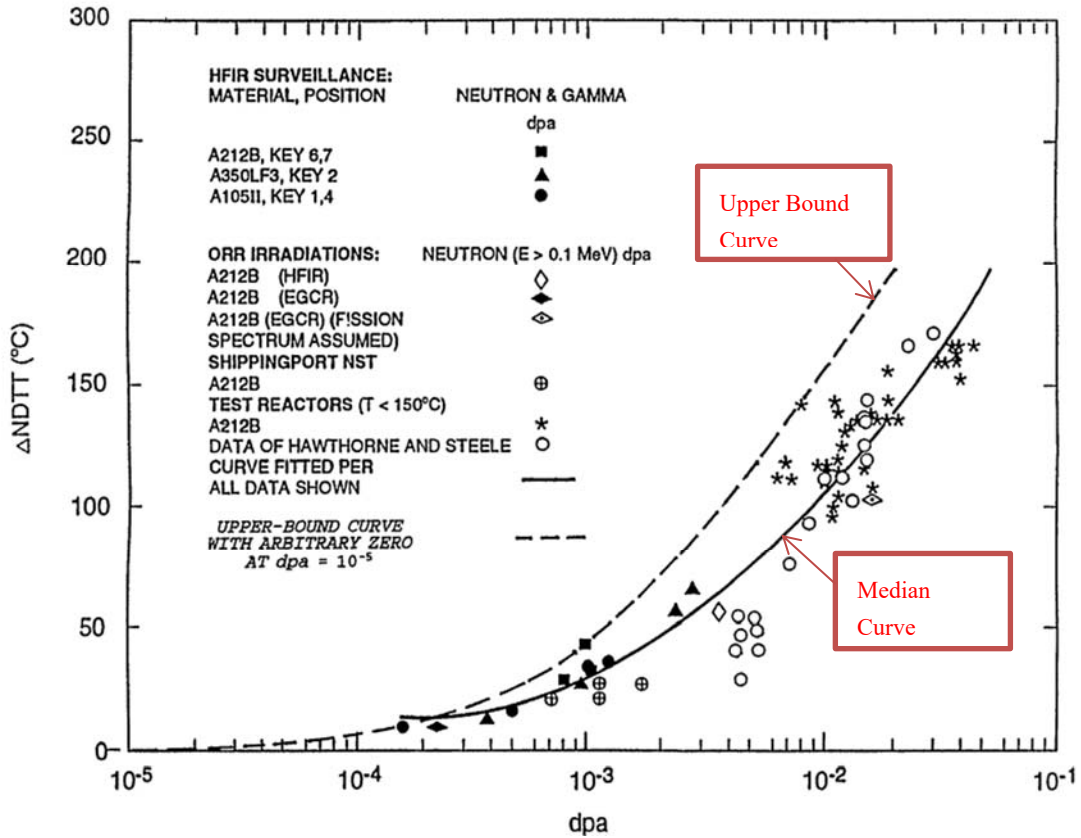 300
250
200
150
100
50
0
ΔNDTT (°C)
HFIR SURVEILLANCE:
MATERIAL, POSITION NEUTRON & GAMMA
dpa
A212B, KEY 6,7
A350LF3, KEY 2
A105II, KEY 1,4
ORR IRRADIATIONS: NEUTRON (E > 0.1 MeV) dpa
A212B (HFIR)
A212B (EGCR)
A212B (EGCR) (F!SSION
SPECTRUM ASSUMED)
SHIPPINGPORT NST
A212B
TEST REACTORS (T < 150°C)
A212B
DATA OF HAWTHORNE AND STEELE
CURVE FITTED PER
ALL DATA SHOWN
UPPER-BOUND CURVE
WITH ARBITRARY ZERO
AT dpa = 10⁻⁵
Upper Bound
Curve
Median
Curve
10⁻⁵ 10⁻⁴ 10⁻³ 10⁻² 10⁻¹
dpa